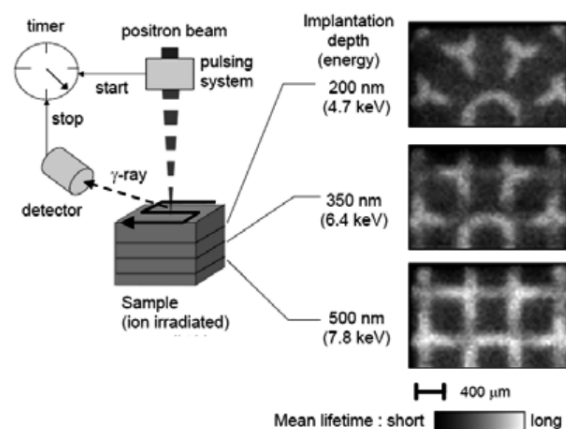 timer
positron beam
start
pulsing
system
stop
γ-ray
detector
Sample
(ion irradiated)
Implantation
depth
(energy)
200 nm
(4.7 keV)
350 nm
(6.4 keV)
500 nm
(7.8 keV)
400 μm
Mean lifetime : short
long